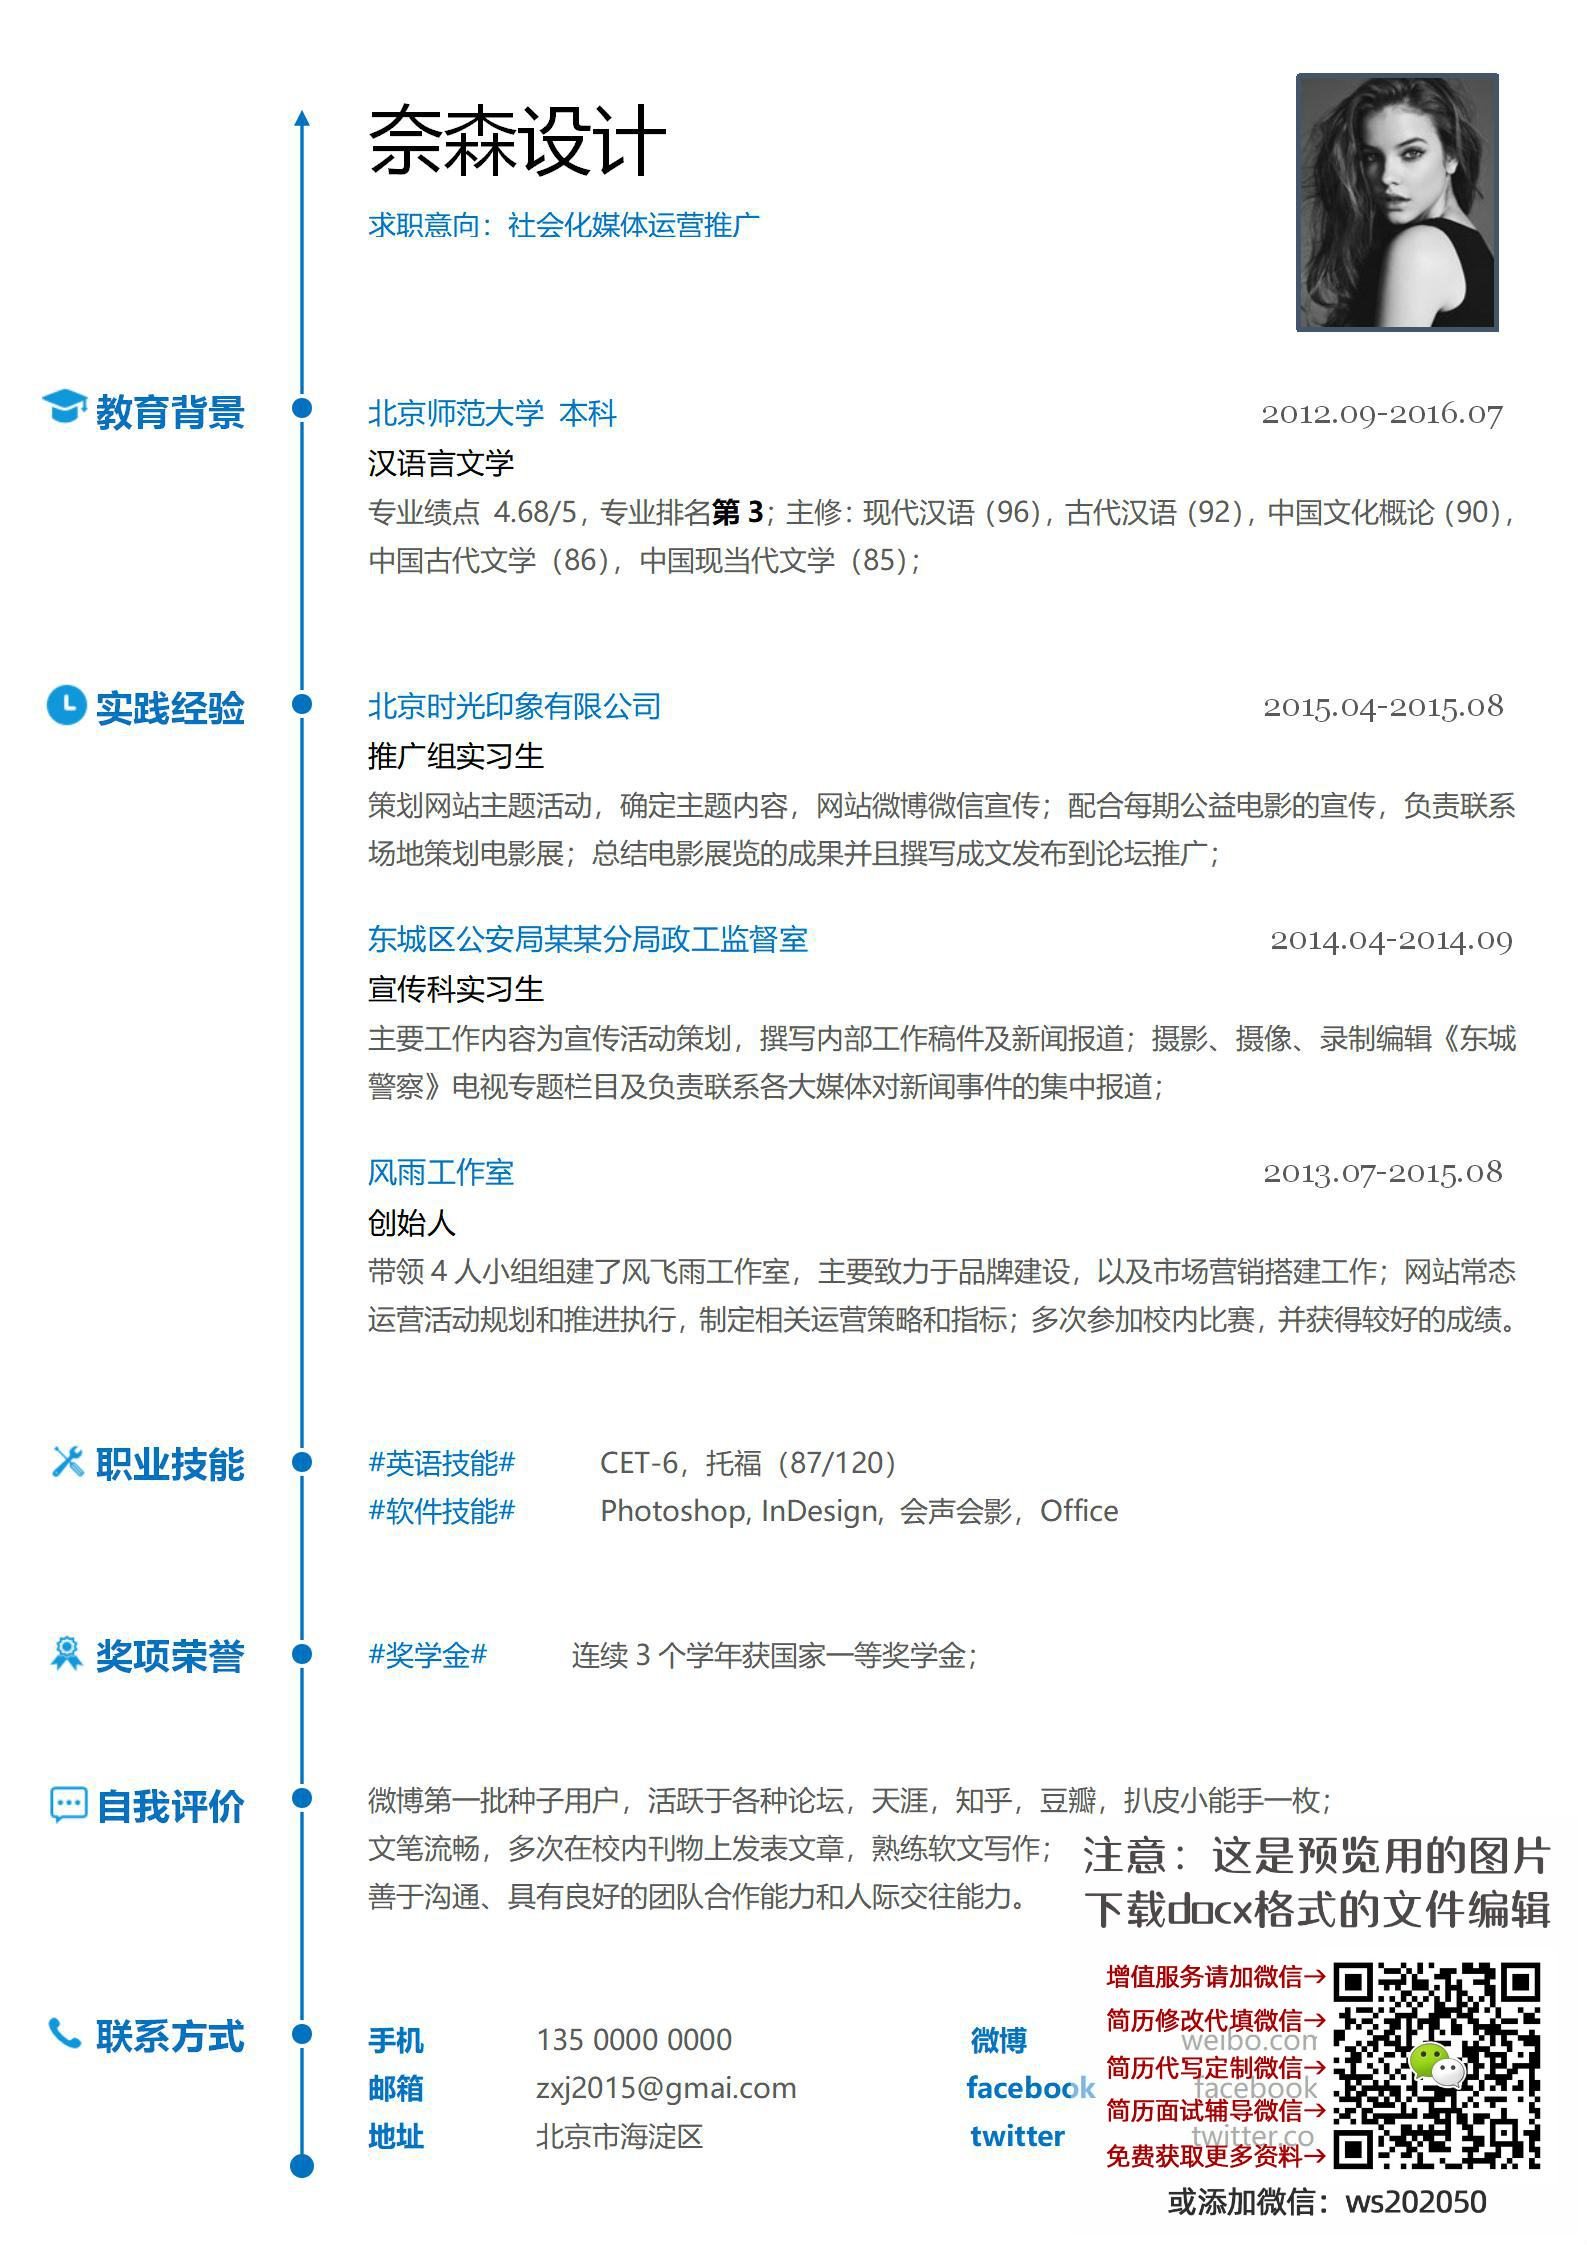 奈森设计
求职意向：社会化媒体运营推广
教育背景
北京师范大学 本科 2012.09-2016.07
汉语言文学
专业绩点 4.68/5，专业排名第 3；主修：现代汉语（96），古代汉语（92），中国文化概论（90），
中国古代文学（86），中国现当代文学（85）；
实践经验
北京时光印象有限公司 2015.04-2015.08
推广组实习生
策划网站主题活动，确定主题内容，网站微博微信宣传；配合每期公益电影的宣传，负责联系
场地策划电影展；总结电影展览的成果并且撰写成文发布到论坛推广；
东城区公安局某某分局政工监督室 2014.04-2014.09
宣传科实习生
主要工作内容为宣传活动策划，撰写内部工作稿件及新闻报道；摄影、摄像、录制编辑《东城
警察》电视专题栏目及负责联系各大媒体对新闻事件的集中报道；
风雨工作室 2013.07-2015.08
创始人
带领 4 人小组组建了风飞雨工作室，主要致力于品牌建设，以及市场营销搭建工作；网站常态
运营活动规划和推进执行，制定相关运营策略和指标；多次参加校内比赛，并获得较好的成绩。
职业技能
#英语技能# CET-6，托福（87/120）
#软件技能# Photoshop, InDesign，会声会影，Office
奖项荣誉
#奖学金# 连续 3 个学年获国家一等奖学金；
自我评价
微博第一批种子用户，活跃于各种论坛，天涯，知乎，豆瓣，扒皮小能手一枚；
文笔流畅，多次在校内刊物上发表文章，熟练软文写作；
善于沟通、具有良好的团队合作能力和人际交往能力。
注意：这是预览用的图片
下载docx格式的文件编辑
联系方式
手机 135 0000 0000 微博 weibo.com
邮箱 zxj2015@gmai.com facebook facebook
地址 北京市海淀区 twitter twitter.co
增值服务请加微信→
简历修改代填微信→
简历代写定制微信→
简历面试辅导微信→
免费获取更多资料→
或添加微信：ws202050